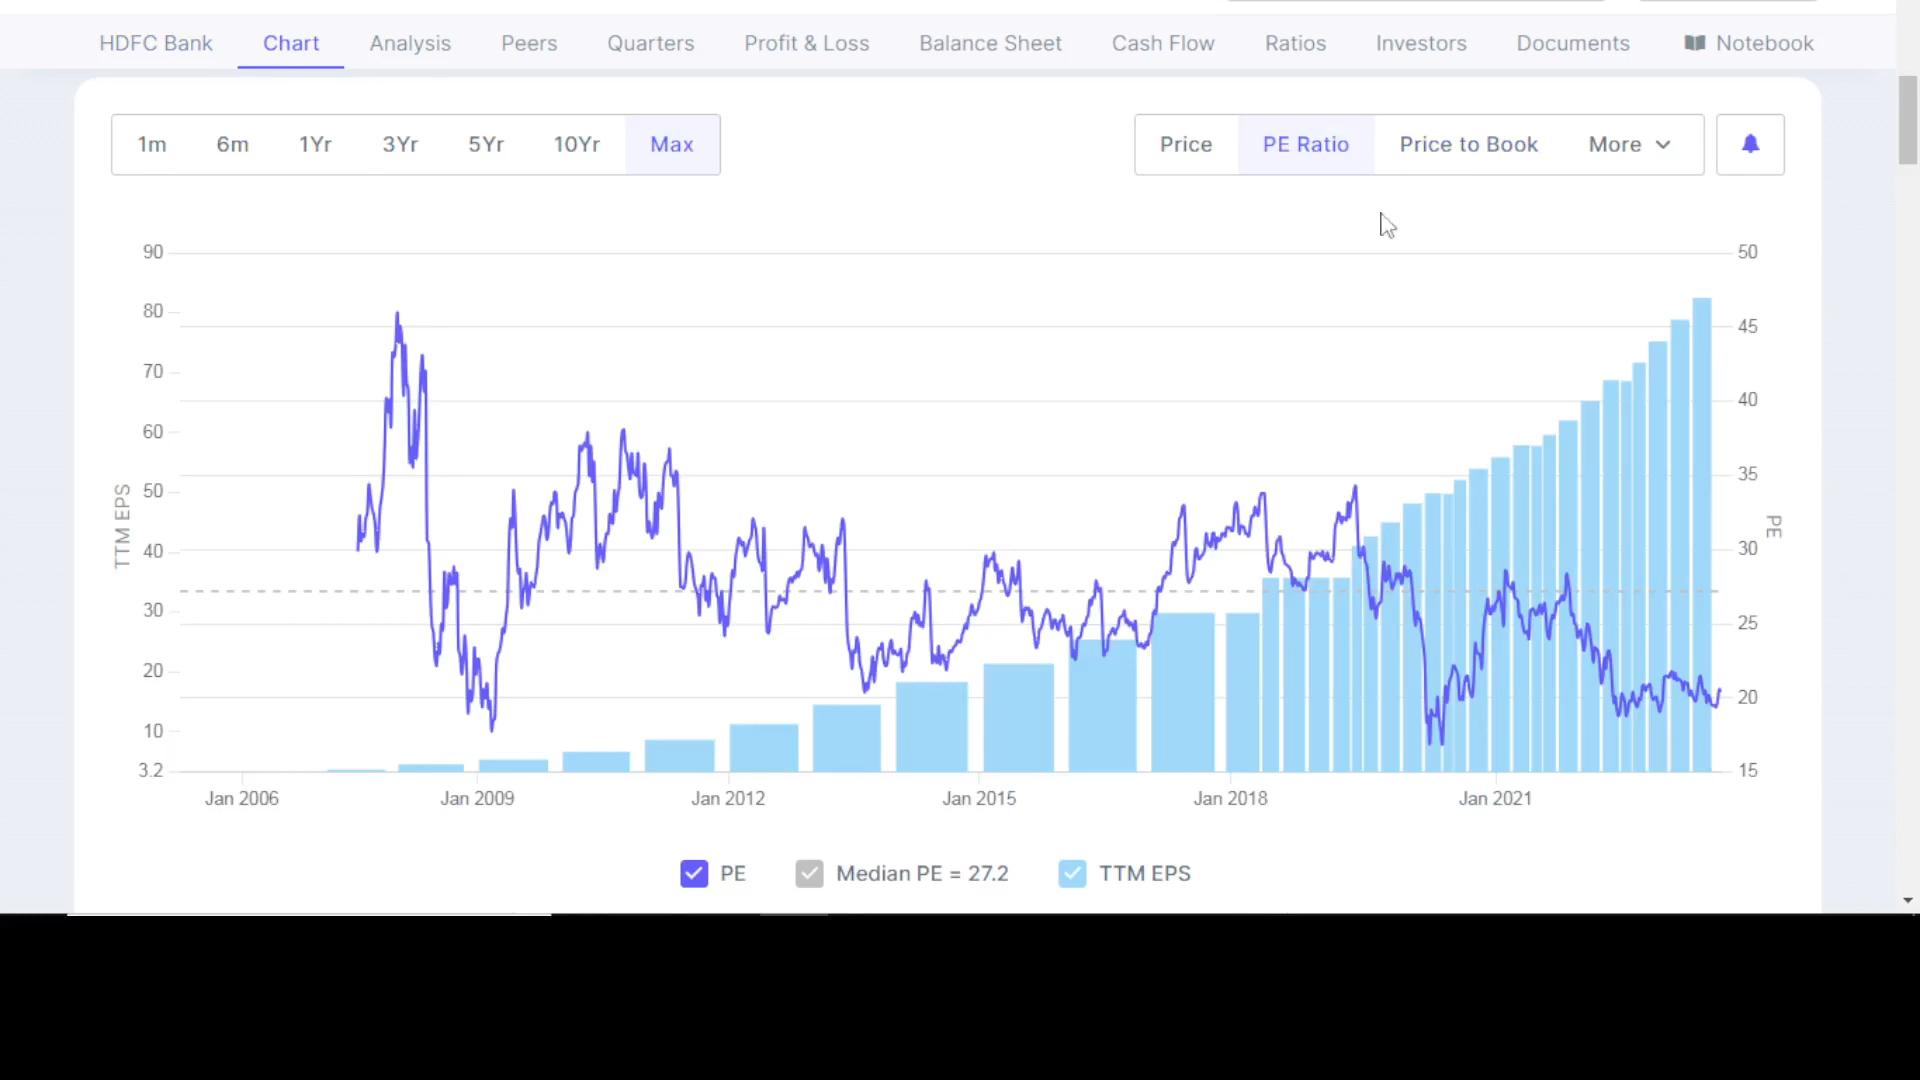 HDFC Bank Chart Analysis Peers Quarters Profit & Loss Balance Sheet Cash Flow Ratios Investors Documents Notebook
1m 6m 1Yr 3Yr 5Yr 10Yr Max Price PE Ratio Price to Book More
90 50
80 45
70
40
60
35
50
TTM EPS PE
40 30
30
25
20
20
10
3.2 15
Jan 2006 Jan 2009 Jan 2012 Jan 2015 Jan 2018 Jan 2021
PE Median PE = 27.2 TTM EPS